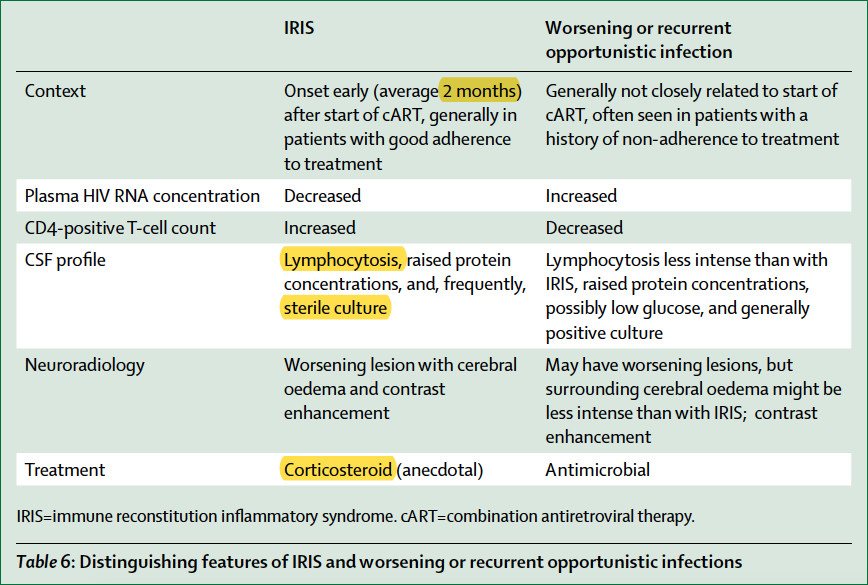 IRIS
Worsening or recurrent
opportunistic infection
Context
Onset early (average 2 months)
after start of cART, generally in
patients with good adherence
to treatment
Generally not closely related to start of
cART, often seen in patients with a
history of non-adherence to treatment
Plasma HIV RNA concentration
Decreased
Increased
CD4-positive T-cell count
Increased
Decreased
CSF profile
Lymphocytosis, raised protein
concentrations, and, frequently,
sterile culture
Lymphocytosis less intense than with
IRIS, raised protein concentrations,
possibly low glucose, and generally
positive culture
Neuroradiology
Worsening lesion with cerebral
oedema and contrast
enhancement
May have worsening lesions, but
surrounding cerebral oedema might be
less intense than with IRIS; contrast
enhancement
Treatment
Corticosteroid (anecdotal)
Antimicrobial
IRIS=immune reconstitution inflammatory syndrome. cART=combination antiretroviral therapy.
Table 6: Distinguishing features of IRIS and worsening or recurrent opportunistic infections